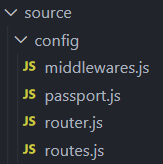 source
config
JS middlewares.js
JS passport.js
JS router.js
JS routes.js